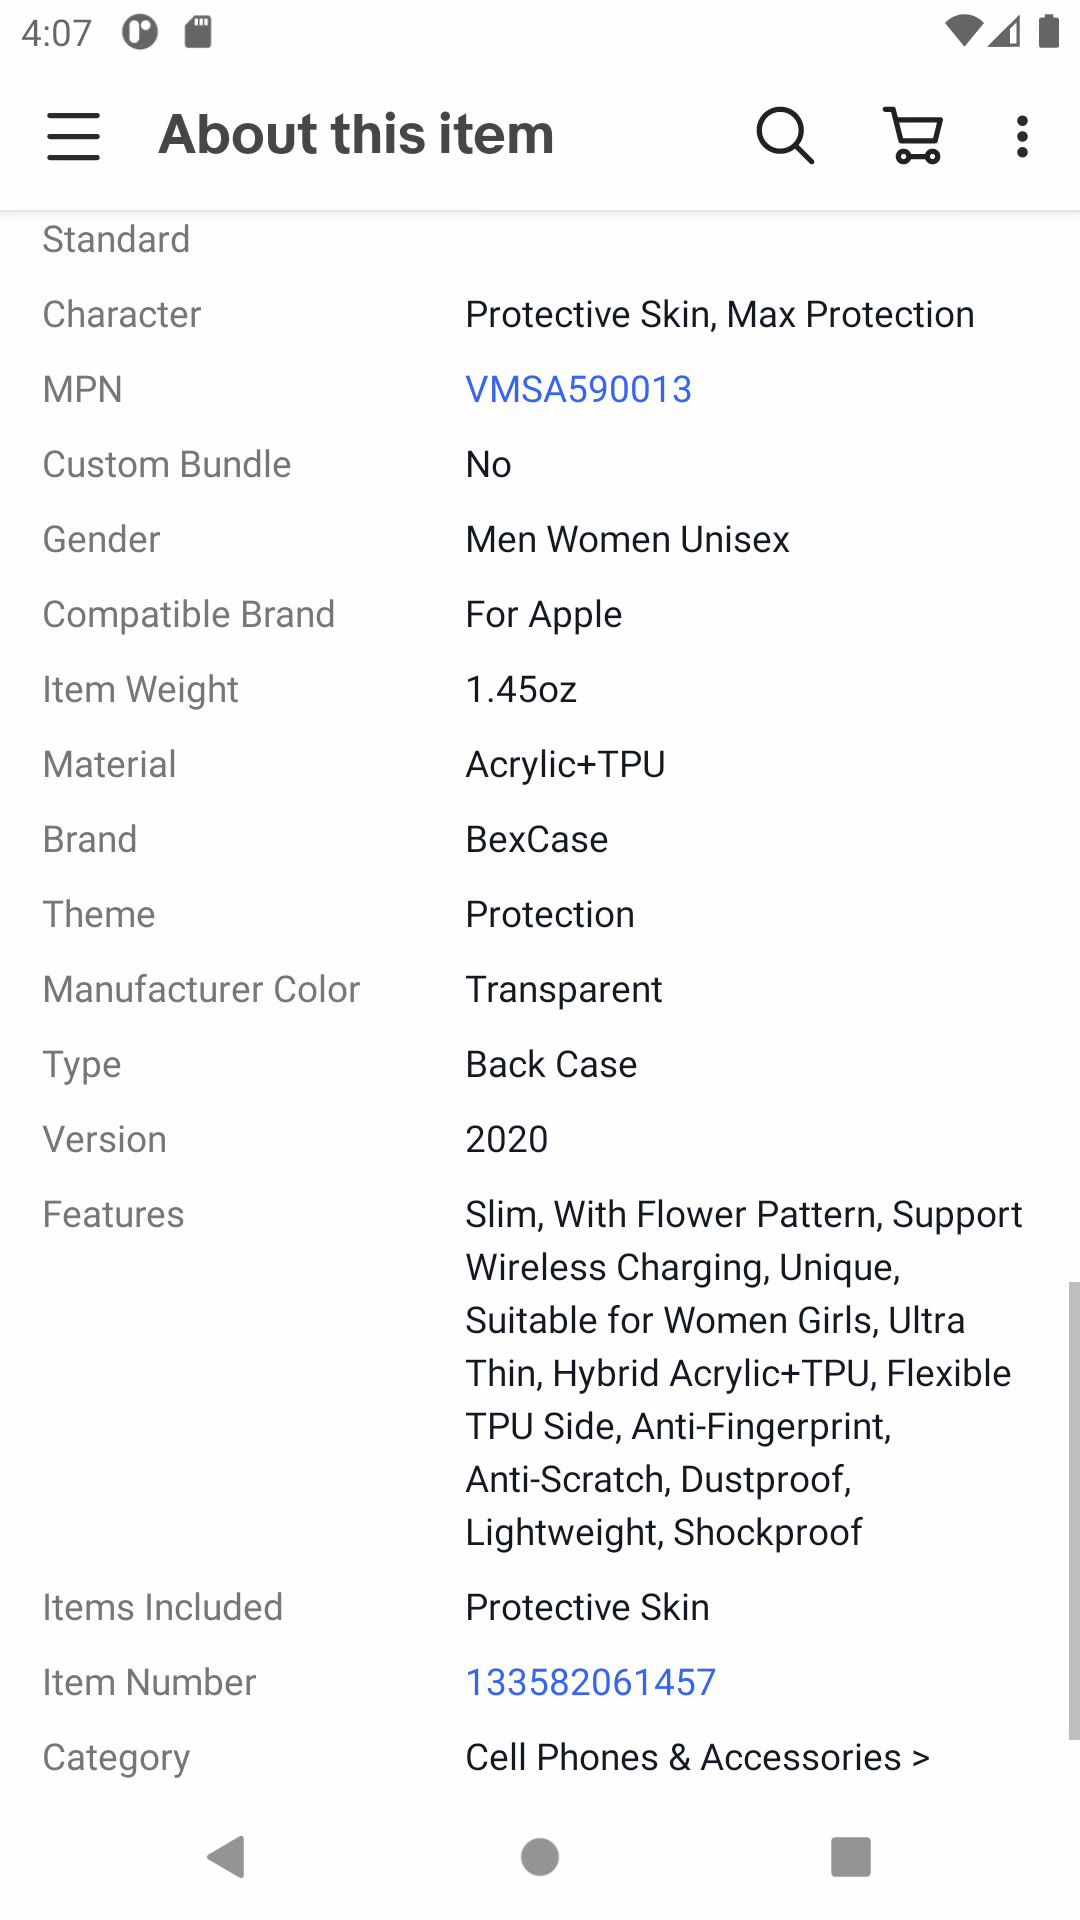 4:07
About this item
Standard
Character Protective Skin, Max Protection
MPN VMSA590013
Custom Bundle No
Gender Men Women Unisex
Compatible Brand For Apple
Item Weight 1.45oz
Material Acrylic+TPU
Brand BexCase
Theme Protection
Manufacturer Color Transparent
Type Back Case
Version 2020
Features Slim, With Flower Pattern, Support
Wireless Charging, Unique,
Suitable for Women Girls, Ultra
Thin, Hybrid Acrylic+TPU, Flexible
TPU Side, Anti-Fingerprint,
Anti-Scratch, Dustproof,
Lightweight, Shockproof
Items Included Protective Skin
Item Number 133582061457
Category Cell Phones & Accessories >